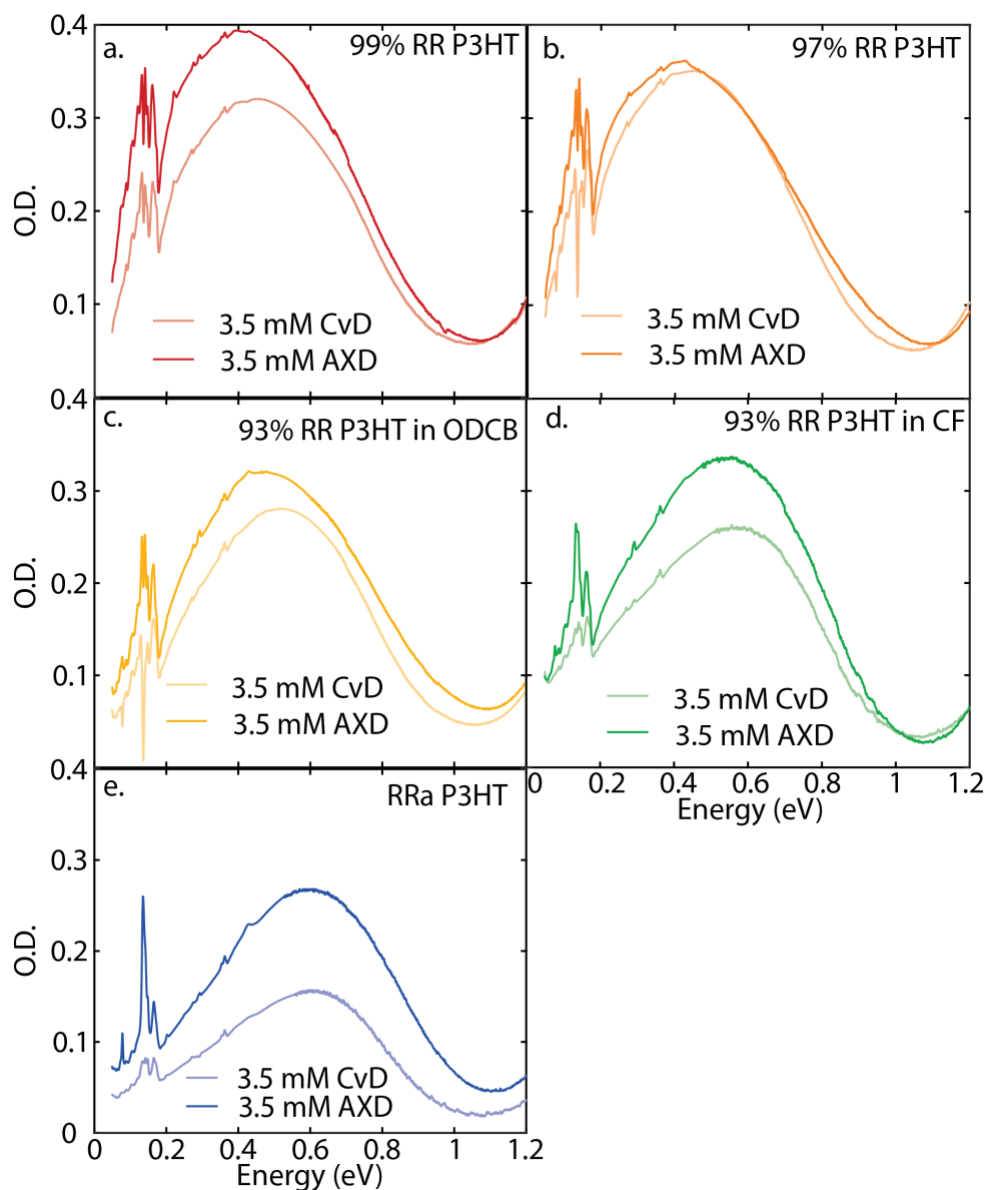 a.
99% RR P3HT
b.
97% RR P3HT
0.4
0.3
O.D.
0.2
0.1
0.4
3.5 mM CvD
3.5 mM AXD
3.5 mM CvD
3.5 mM AXD
c.
93% RR P3HT in ODCB
d.
93% RR P3HT in CF
0.3
O.D.
0.2
0.1
0.4
3.5 mM CvD
3.5 mM AXD
3.5 mM CvD
3.5 mM AXD
0 0.2 0.4 0.6 0.8 1 1.2
Energy (eV)
e.
RRa P3HT
0.3
O.D.
0.2
0.1
0
3.5 mM CvD
3.5 mM AXD
0 0.2 0.4 0.6 0.8 1 1.2
Energy (eV)